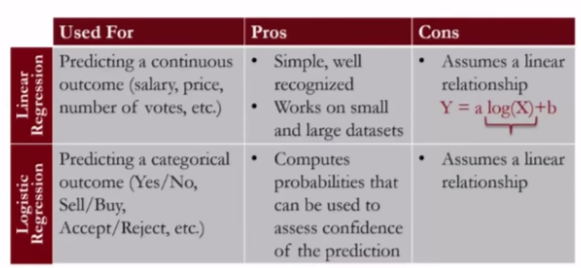 Used For
Pros
Cons
Linear
Regression
Predicting a continuous
outcome (salary, price,
number of votes, etc.)
• Simple, well
recognized
• Works on small
and large datasets
• Assumes a linear
relationship
Y = a log(X)+b
Logistic
Regression
Predicting a categorical
outcome (Yes/No,
Sell/Buy,
Accept/Reject, etc.)
• Computes
probabilities that
can be used to
assess confidence
of the prediction
• Assumes a linear
relationship